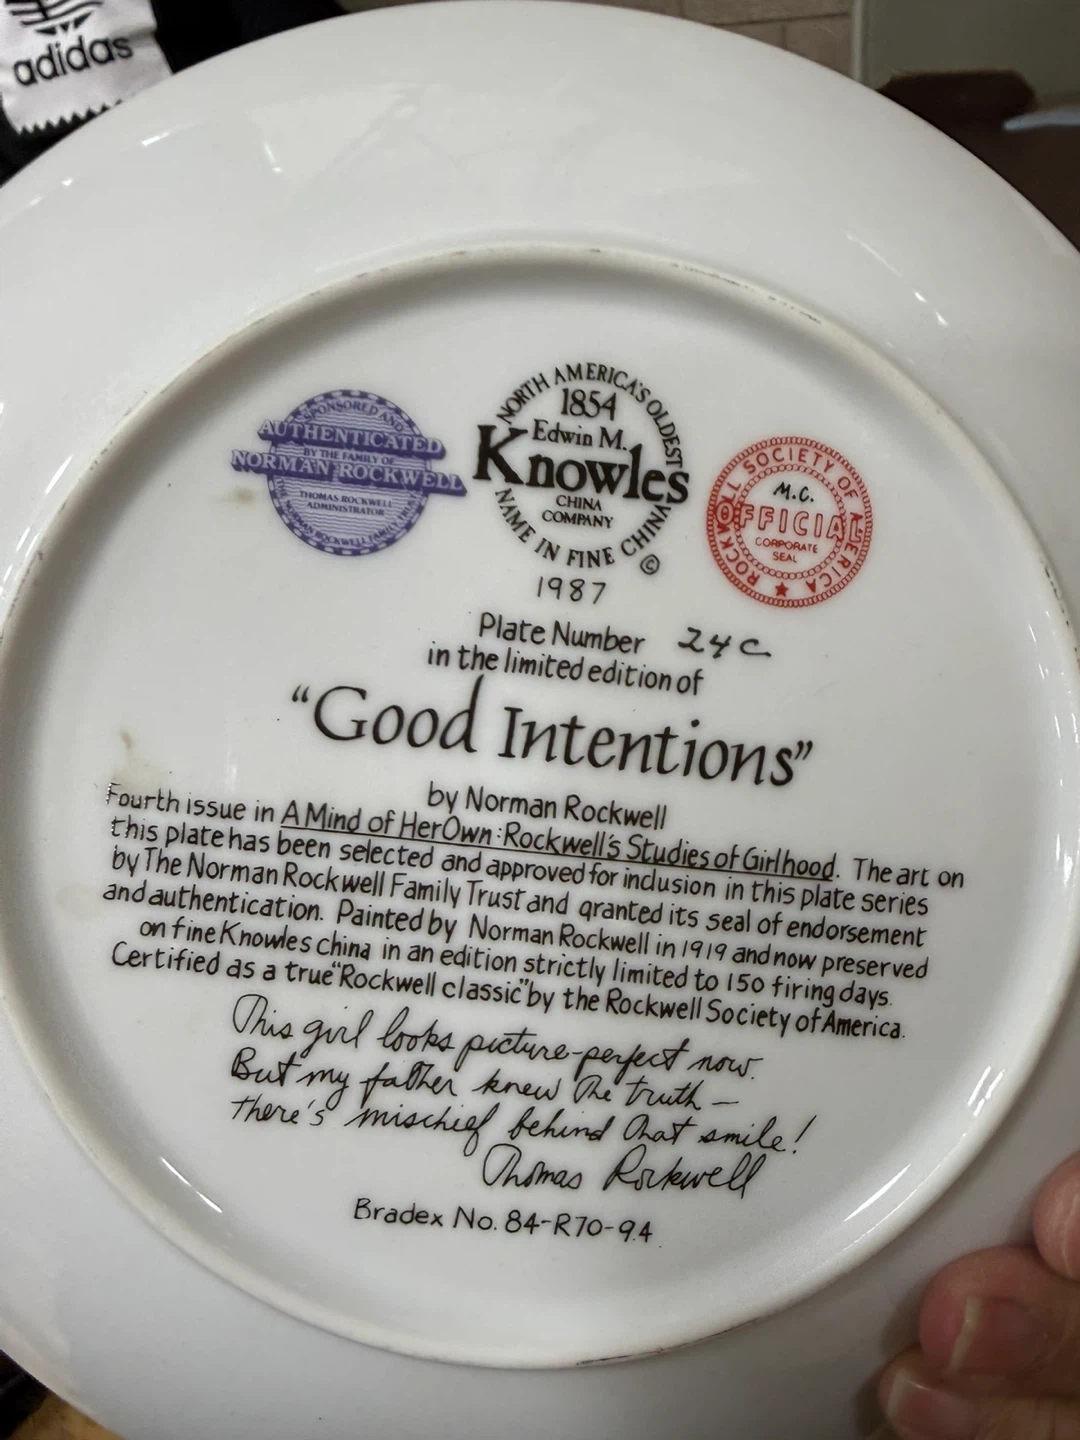 adidas
SPONSORED AND
AUTHENTICATED
BY THE FAMILY OF
NORMAN ROCKWELL
THOMAS ROCKWELL
ADMINISTRATOR
THE NORMAN ROCKWELL FAMILY TRUST
NORTH AMERICA'S OLDEST
1854
Edwin M.
Knowles
CHINA
COMPANY
NAME IN FINE CHINA
©
ROCKWELL SOCIETY OF AMERICA
M.C.
OFFICIAL
CORPORATE
SEAL
1987
Plate Number 24C
in the limited edition of
"Good Intentions"
by Norman Rockwell
Fourth issue in A Mind of Her Own: Rockwell's Studies of Girlhood. The art on
this plate has been selected and approved for inclusion in this plate series
by The Norman Rockwell Family Trust and granted its seal of endorsement
and authentication. Painted by Norman Rockwell in 1919 and now preserved
on fine Knowles china in an edition strictly limited to 150 firing days.
Certified as a true "Rockwell classic" by the Rockwell Society of America.
This girl looks picture-perfect now.
But my father knew the truth —
there's mischief behind that smile!
Thomas Rockwell
Bradex No. 84-R70-9.4